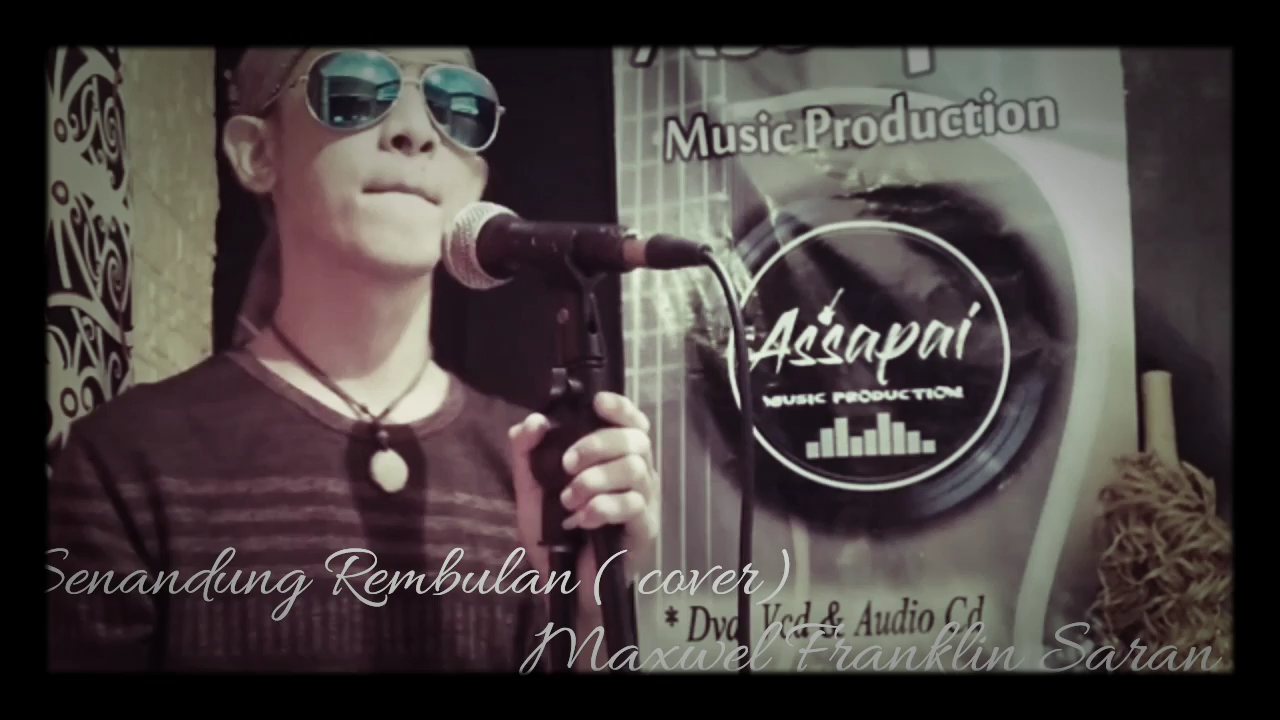 Music Production
Assapai
MUSIC PRODUCTION
Senandung Rembulan ( cover)
* Dvd Vcd & Audio Cd
Maxwel Franklin Saran